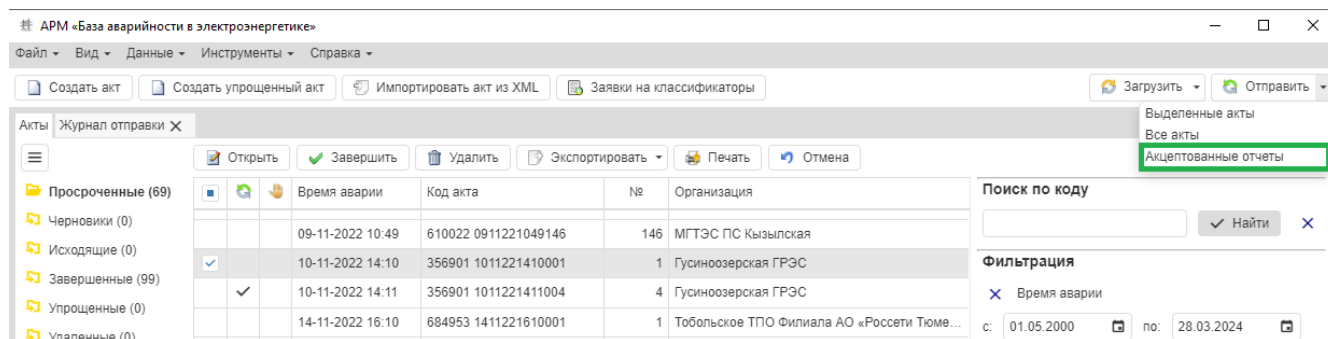 АРМ «База аварийности в электроэнергетике»
Файл Вид Данные Инструменты Справка
Создать акт Создать упрощенный акт Импортировать акт из XML Заявки на классификаторы Загрузить Отправить
Выделенные акты
Все акты
Акцептованные отчеты
Акты Журнал отправки
Открыть Завершить Удалить Экспортировать Печать Отмена
Просроченные (69)
Черновики (0)
Исходящие (0)
Завершенные (99)
Упрощенные (0)
Удаленные (0)
Время аварии Код акта № Организация
09-11-2022 10:49 610022 0911221049146 146 МГТЭС ПС Кызылская
10-11-2022 14:10 356901 1011221410001 1 Гусиноозерская ГРЭС
10-11-2022 14:11 356901 1011221411004 4 Гусиноозерская ГРЭС
14-11-2022 16:10 684953 1411221610001 1 Тобольское ТПО Филиала АО «Россети Тюме...
Поиск по коду
Найти
Фильтрация
Время аварии
с: 01.05.2000 по: 28.03.2024